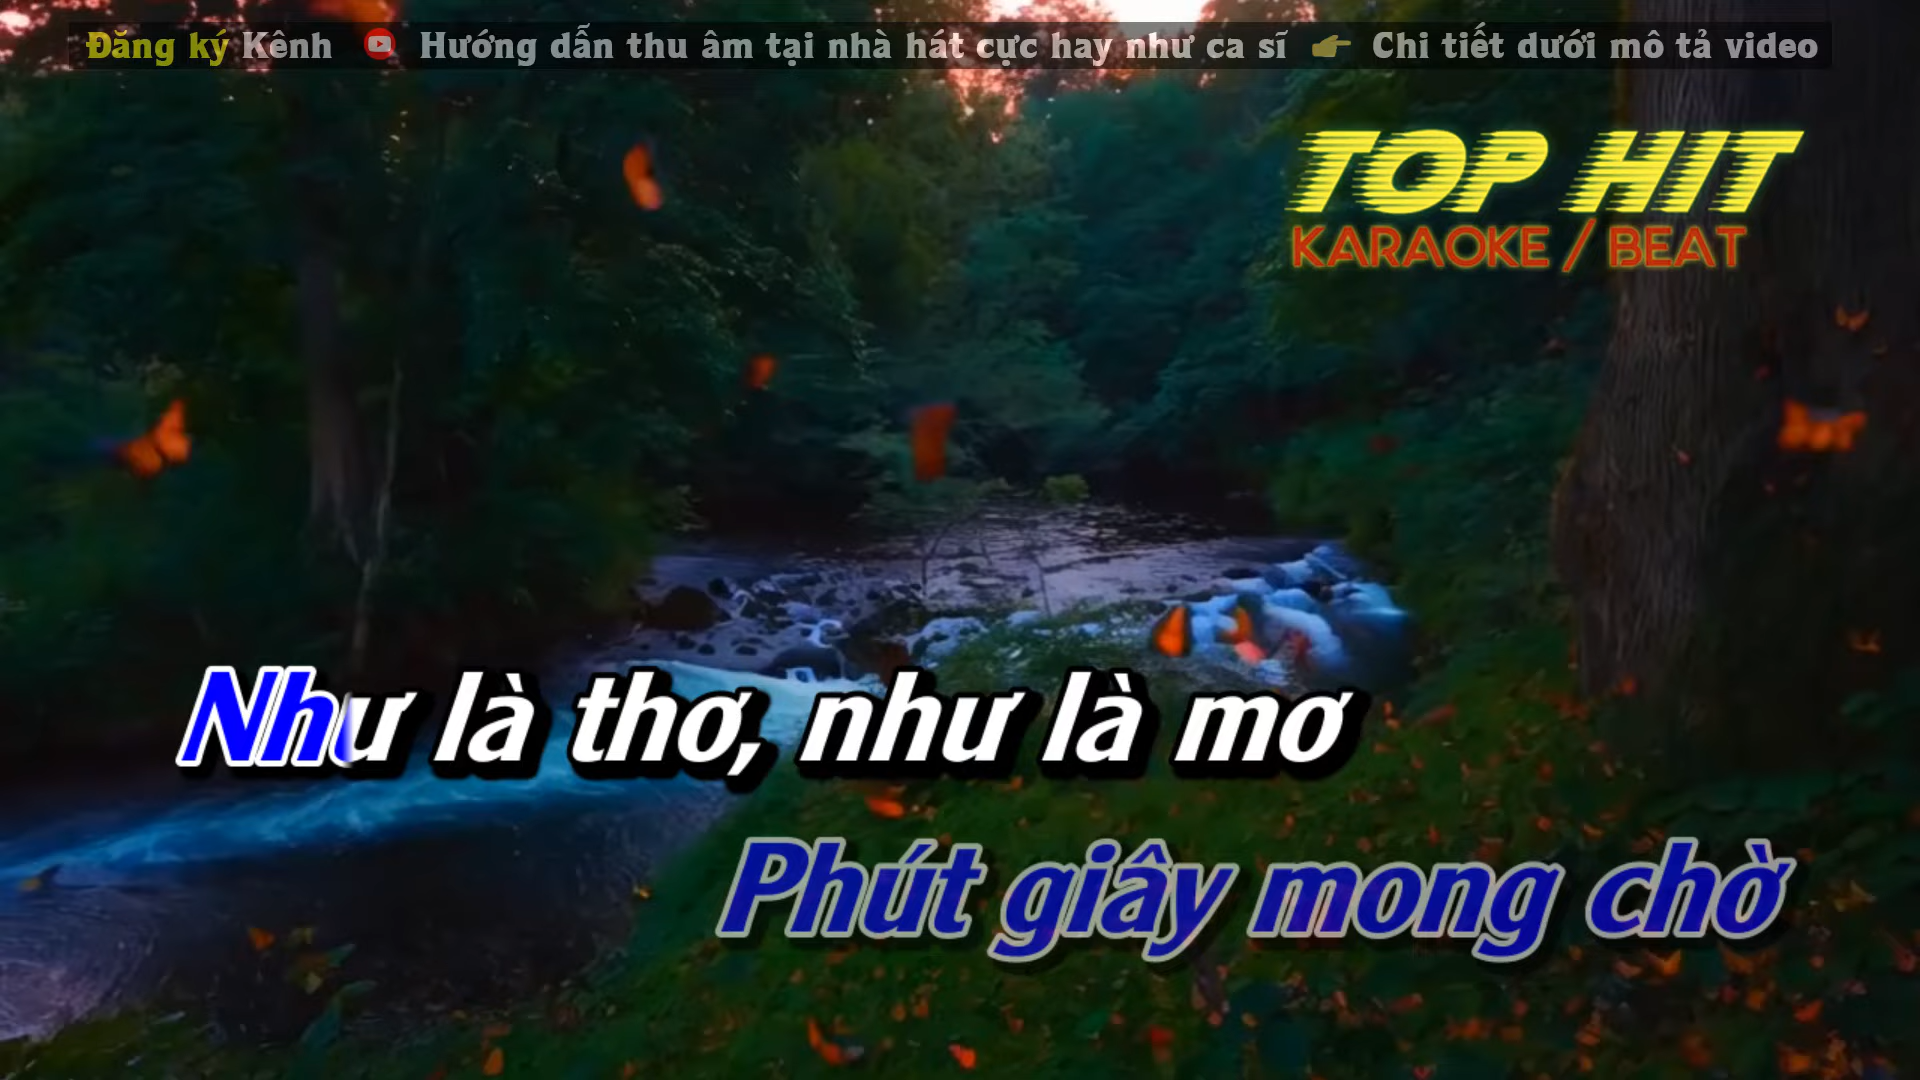 Đăng ký Kênh Hướng dẫn thu âm tại nhà hát cực hay như ca sĩ 👉 Chi tiết dưới mô tả video
TOP HIT
KARAOKE / BEAT
Như là thơ, như là mơ
Phút giây mong chờ